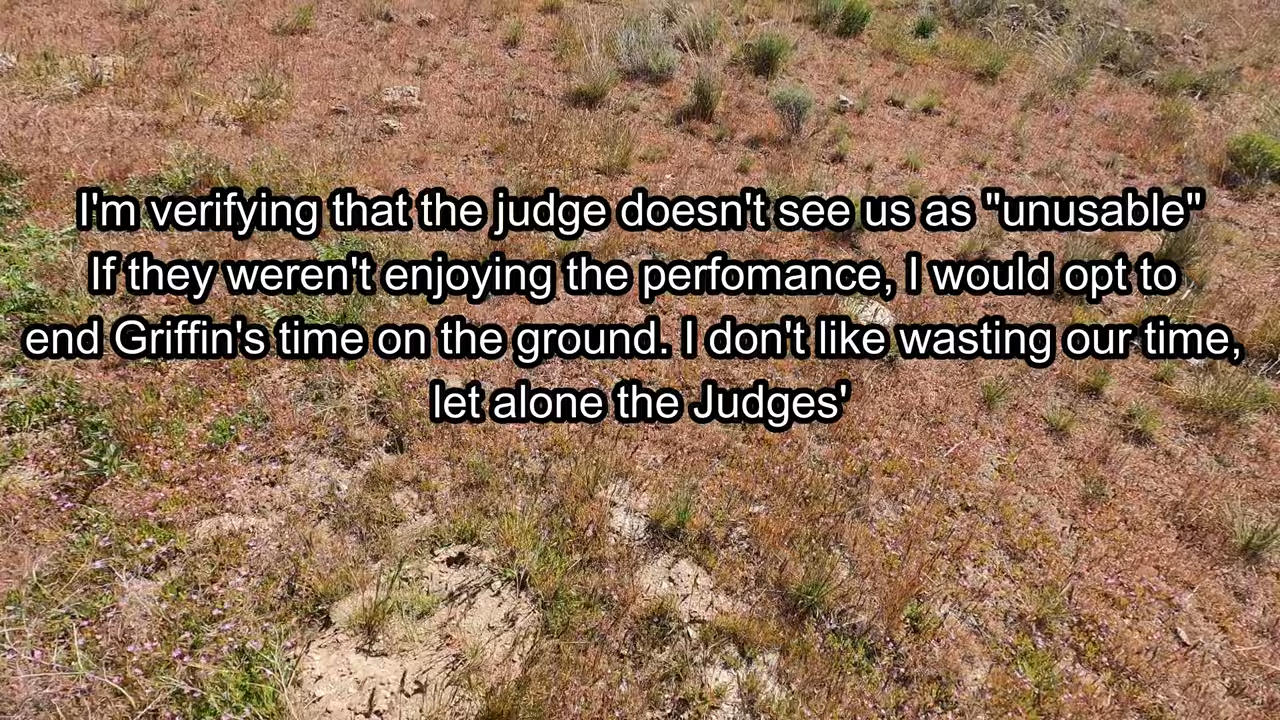 I'm verifying that the judge doesn't see us as "unusable"
If they weren't enjoying the perfomance, I would opt to
end Griffin's time on the ground. I don't like wasting our time,
let alone the Judges'